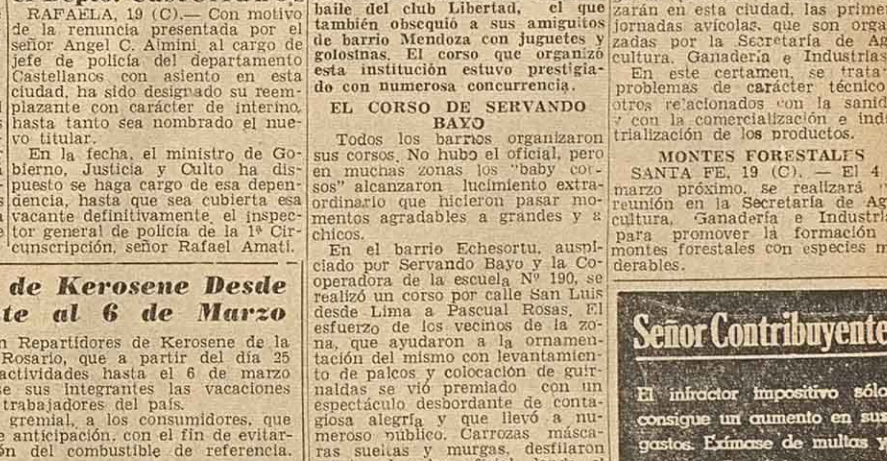 RAFAELA, 19 (C).— Con motivo
de la renuncia presentada por el
señor Angel C. Almini, al cargo de
jefe de policía del departamento
Castellanos con asiento en esta
ciudad, ha sido designado su reem-
plazante con carácter de interino,
hasta tanto sea nombrado el nue-
vo titular.
En la fecha, el ministro de Go-
bierno, Justicia y Culto ha dis-
puesto se haga cargo de esa depen-
dencia, hasta que sea cubierta esa
vacante definitivamente, el inspec-
tor general de policía de la 1ª Cir-
cunscripción, señor Rafael Amati.
de Kerosene Desde
te al 6 de Marzo
n Repartidores de Kerosene de la
Rosario, que a partir del día 25
actividades hasta el 6 de marzo
se sus integrantes las vacaciones
trabajadores del país.
gremial, a los consumidores, que
e anticipación, con el fin de evitar-
ón del combustible de referencia.
baile del club Libertad, el que
también obsequió a sus amiguitos
de barrio Mendoza con juguetes y
golosinas. El corso que organizó
esta institución estuvo prestigia-
do con numerosa concurrencia.
EL CORSO DE SERVANDO
BAYO
Todos los barrios organizaron
sus corsos. No hubo el oficial, pero
en muchas zonas los "baby cor-
sos" alcanzaron lucimiento extra-
ordinario que hicieron pasar mo-
mentos agradables a grandes y a
chicos.
En el barrio Echesortu, auspi-
ciado por Servando Bayo y la Co-
operadora de la escuela Nº 190, se
realizó un corso por calle San Luis
desde Lima a Pascual Rosas. El
esfuerzo de los vecinos de la zo-
na, que ayudaron a la ornamen-
tación del mismo con levantamien-
to de palcos y colocación de guir-
naldas se vió premiado con un
espectáculo desbordante de conta-
giosa alegría y que llevó a nu-
meroso público. Carrozas másca-
ras sueltas y murgas, desfilaron
zarán en esta ciudad, las prime
jornadas avícolas, que son orga
zadas por la Secretaría de Ag
cultura, Ganadería e Industrias
En este certamen, se trata
problemas de carácter técnico
otros relacionados con la sanid
y con la comercialización e ind
trialización de los productos.
MONTES FORESTALES
SANTA FE, 19 (C). — El 4
marzo próximo, se realizará
reunión en la Secretaría de Ag
cultura, Ganadería e Industri
para promover la formación
montes forestales con especies m
derables.
Señor Contribuyente
El infractor impositivo sólo
consigue un aumento en sus
gastos. Exímase de multas y